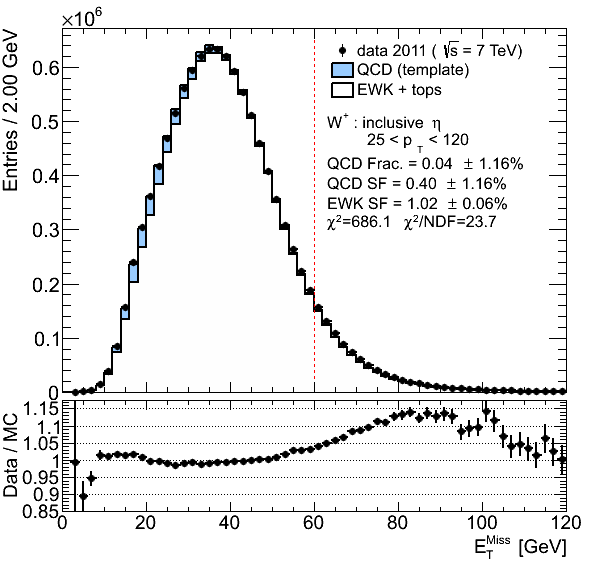 ×10⁶
Entries / 2.00 GeV
0.6
0.5
0.4
0.3
0.2
0.1
0
data 2011 ( √s = 7 TeV)
QCD (template)
EWK + tops
W⁺ : inclusive η
25 < p_T < 120
QCD Frac. = 0.04 ± 1.16%
QCD SF = 0.40 ± 1.16%
EWK SF = 1.02 ± 0.06%
χ²=686.1 χ²/NDF=23.7
Data / MC
1.15
1.1
1.05
1
0.95
0.9
0.85
0 20 40 60 80 100 120
E_T^Miss [GeV]